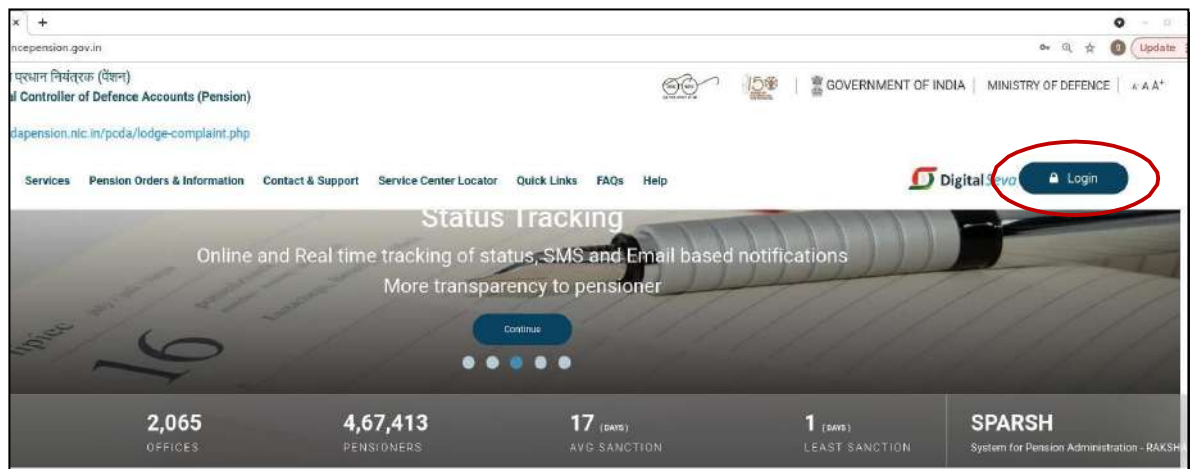 ncepension.gov.in
Update
प्रधान नियंत्रक (पेंशन)
al Controller of Defence Accounts (Pension)
GOVERNMENT OF INDIA | MINISTRY OF DEFENCE | A A A+
dapension.nic.in/pcda/lodge-complaint.php
Services Pension Orders & Information Contact & Support Service Center Locator Quick Links FAQs Help
Digital Seva Login
Status Tracking
Online and Real time tracking of status, SMS and Email based notifications
More transparency to pensioner
Continue
16
2,065 4,67,413 17 (DAYS) 1 (DAYS) SPARSH
OFFICES PENSIONERS AVG SANCTION LEAST SANCTION System for Pension Administration - RAKSHA